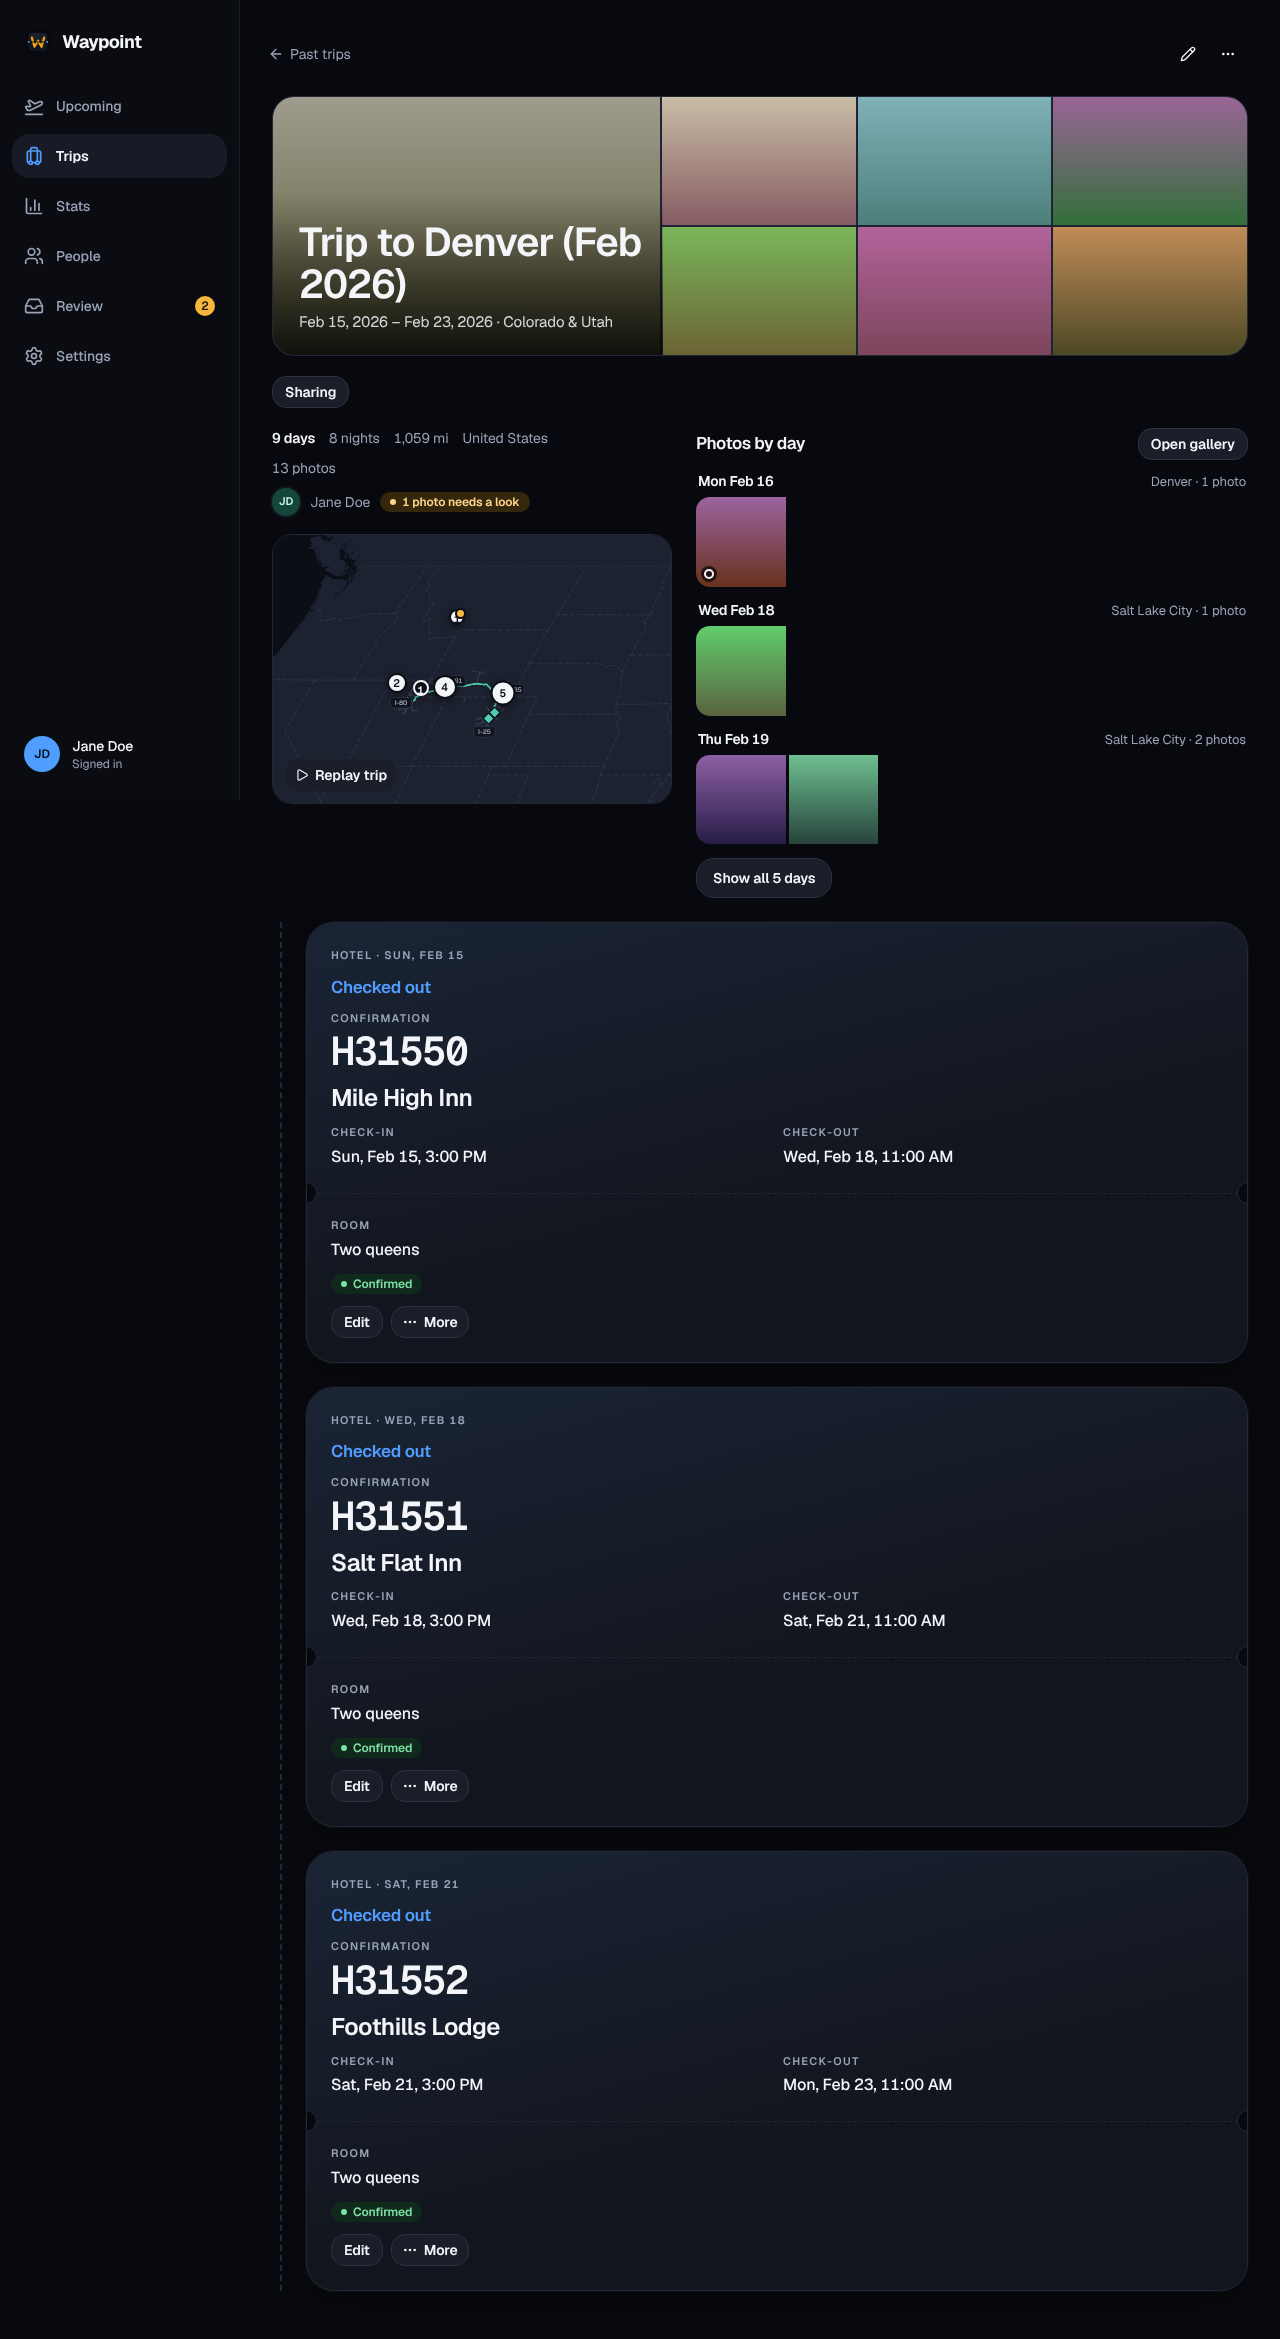 Waypoint
Upcoming
Trips
Stats
People
Review 2
Settings
JD Jane Doe
Signed in
Past trips
Trip to Denver (Feb
2026)
Feb 15, 2026 – Feb 23, 2026 · Colorado & Utah
Sharing
9 days 8 nights 1,059 mi United States
13 photos
JD Jane Doe 1 photo needs a look
2
4
5
I-80
I-25
Replay trip
Photos by day Open gallery
Mon Feb 16 Denver · 1 photo
Wed Feb 18 Salt Lake City · 1 photo
Thu Feb 19 Salt Lake City · 2 photos
Show all 5 days
HOTEL · SUN, FEB 15
Checked out
CONFIRMATION
H31550
Mile High Inn
CHECK-IN CHECK-OUT
Sun, Feb 15, 3:00 PM Wed, Feb 18, 11:00 AM
ROOM
Two queens
Confirmed
Edit More
HOTEL · WED, FEB 18
Checked out
CONFIRMATION
H31551
Salt Flat Inn
CHECK-IN CHECK-OUT
Wed, Feb 18, 3:00 PM Sat, Feb 21, 11:00 AM
ROOM
Two queens
Confirmed
Edit More
HOTEL · SAT, FEB 21
Checked out
CONFIRMATION
H31552
Foothills Lodge
CHECK-IN CHECK-OUT
Sat, Feb 21, 3:00 PM Mon, Feb 23, 11:00 AM
ROOM
Two queens
Confirmed
Edit More